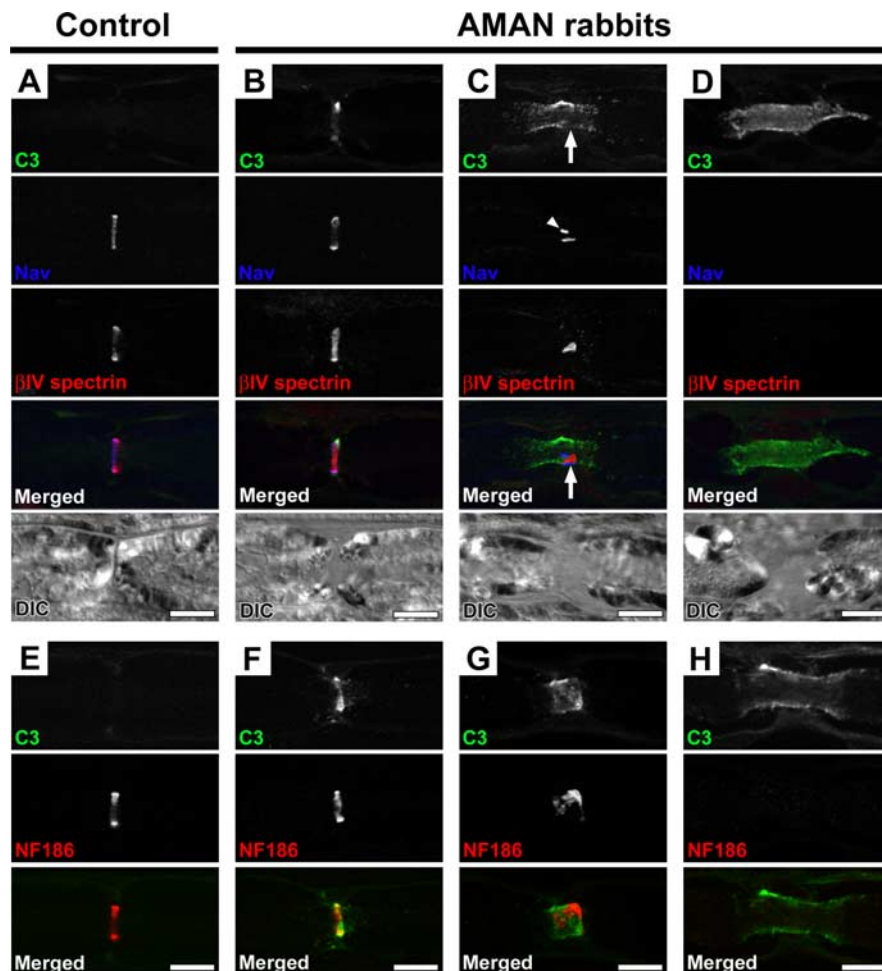 Control AMAN rabbits
A B C D
C3 C3 C3 C3
Nav Nav Nav Nav
βIV spectrin βIV spectrin βIV spectrin βIV spectrin
Merged Merged Merged Merged
DIC DIC DIC DIC
E F G H
C3 C3 C3 C3
NF186 NF186 NF186 NF186
Merged Merged Merged Merged